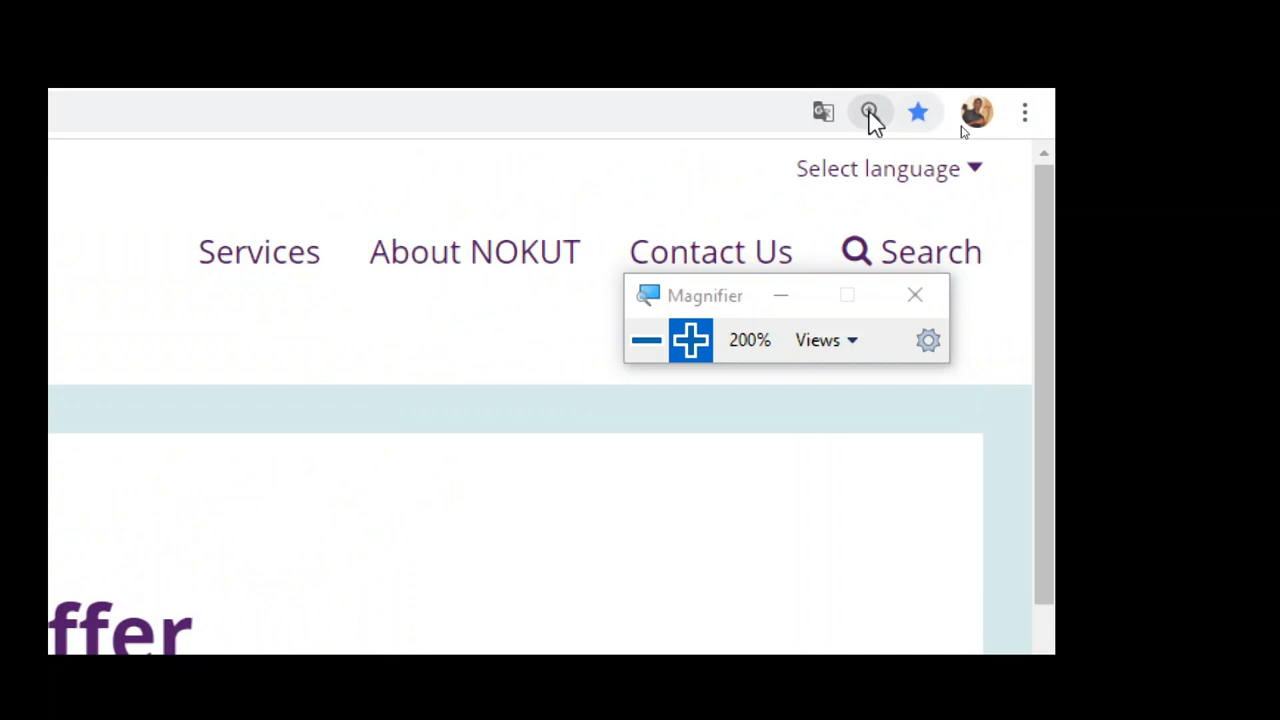 Select language
Services About NOKUT Contact Us Search
Magnifier
200% Views
ffer